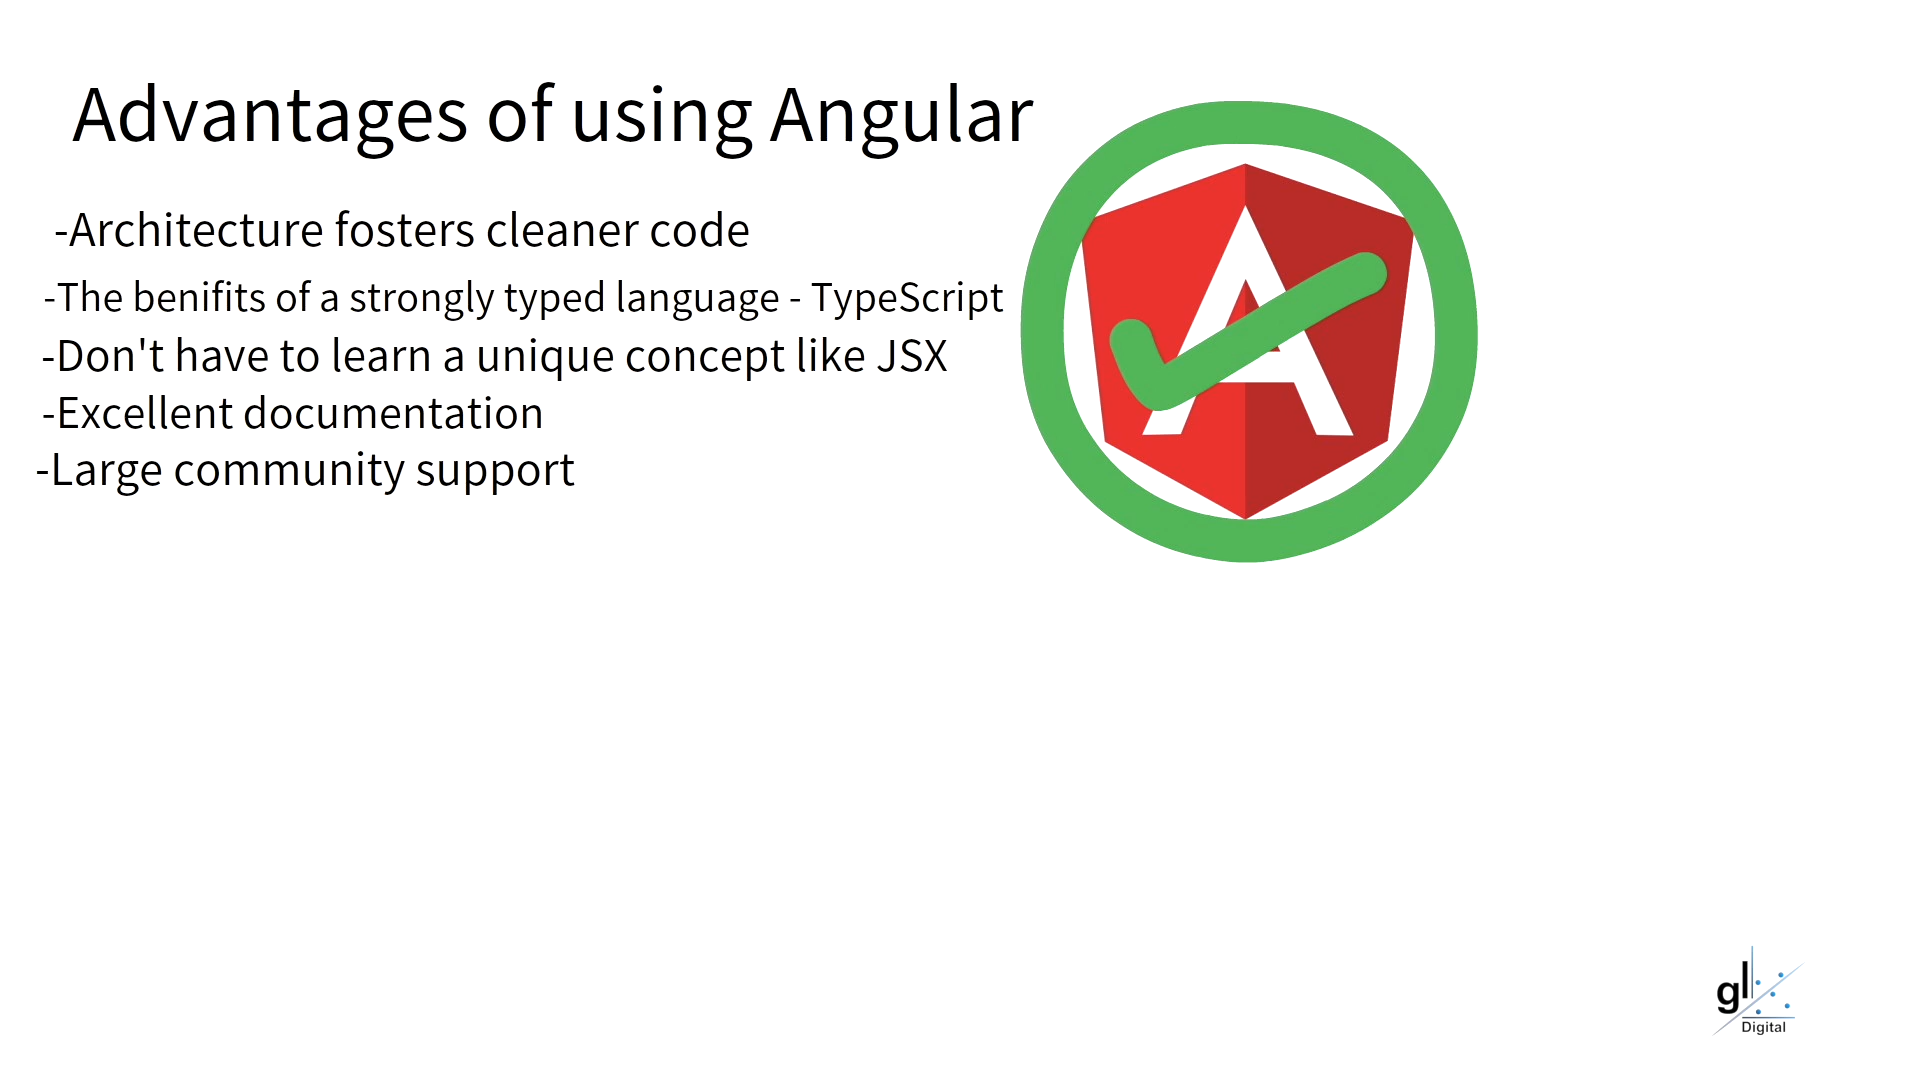 Advantages of using Angular
-Architecture fosters cleaner code
-The benifits of a strongly typed language - TypeScript
-Don't have to learn a unique concept like JSX
-Excellent documentation
-Large community support
gl
Digital